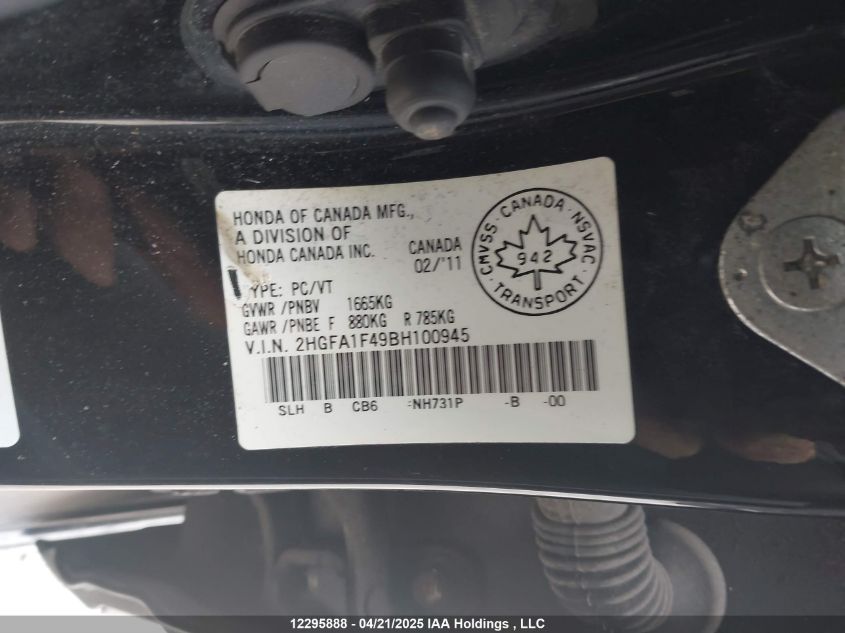 HONDA OF CANADA MFG.,
A DIVISION OF
HONDA CANADA INC.
CANADA
02/'11
CMVSS · CANADA · NSVAC
942
TRANSPORT
YPE: PC/VT
GVWR /PNBV 1665KG
GAWR /PNBE F 880KG R 785KG
V.I.N. 2HGFA1F49BH100945
SLH B CB6 =NH731P -B -00
12295888 - 04/21/2025 IAA Holdings , LLC